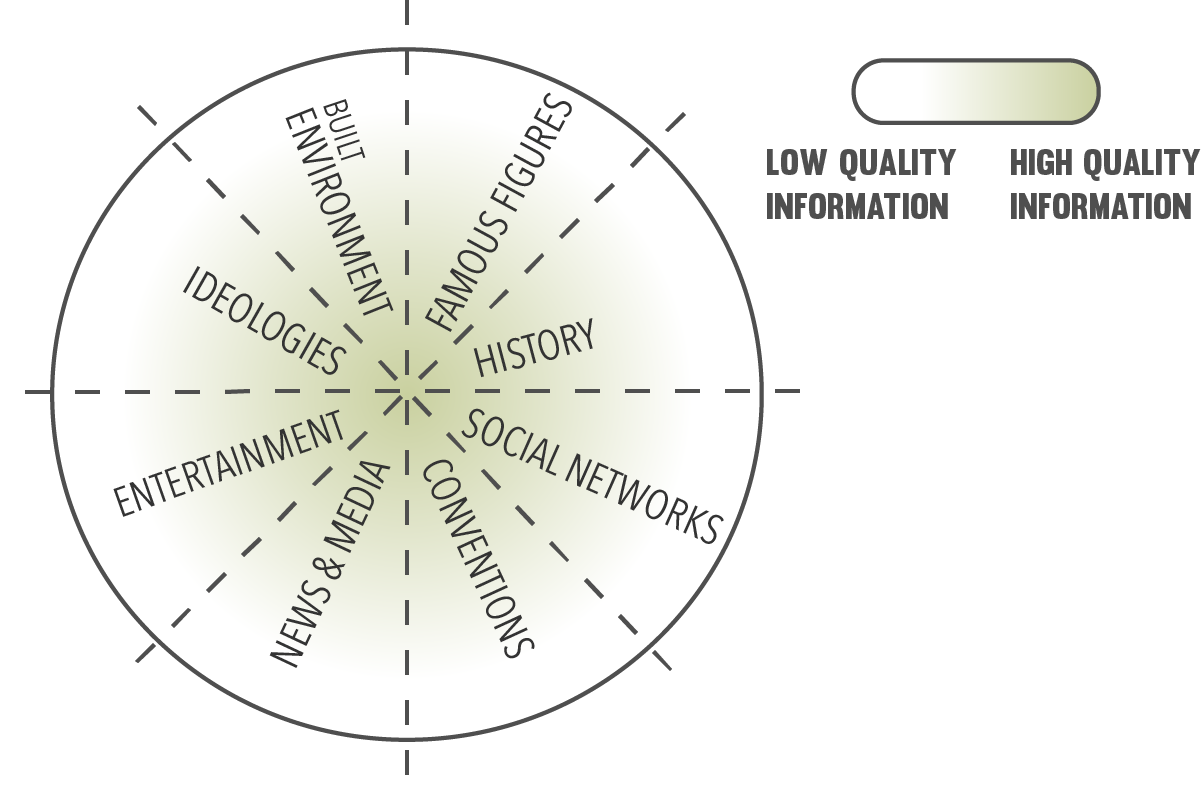 BUILT
ENVIRONMENT
FAMOUS FIGURES
HISTORY
SOCIAL NETWORKS
CONVENTIONS
NEWS & MEDIA
ENTERTAINMENT
IDEOLOGIES
LOW QUALITY
INFORMATION
HIGH QUALITY
INFORMATION